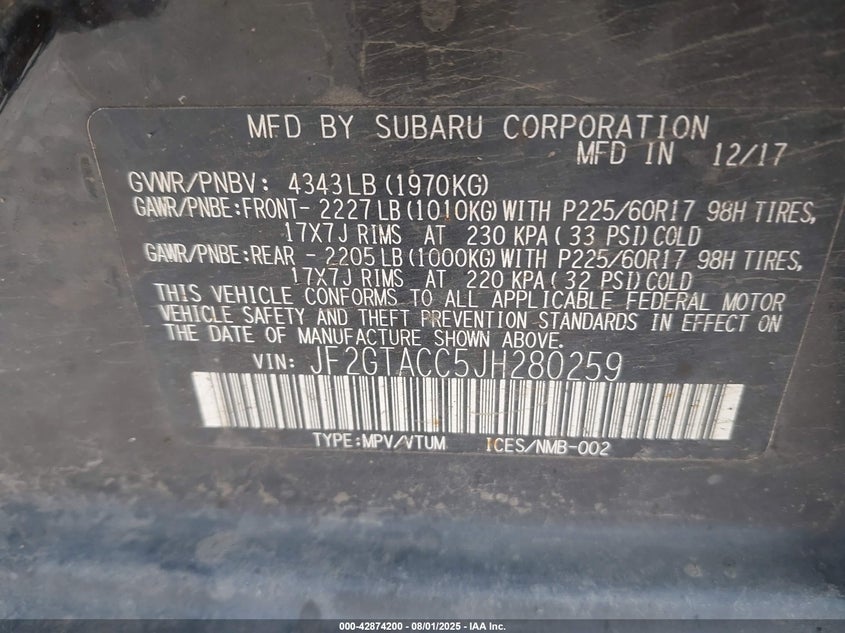 MFD BY SUBARU CORPORATION
MFD IN 12/17
GVWR/PNBV: 4343LB(1970KG)
GAWR/PNBE:FRONT- 2227LB(1010KG)WITH P225/60R17 98H TIRES,
17X7J RIMS AT 230 KPA(33 PSI)COLD
GAWR/PNBE:REAR - 2205LB(1000KG)WITH P225/60R17 98H TIRES,
17X7J RIMS AT 220 KPA(32 PSI)COLD
THIS VEHICLE CONFORMS TO ALL APPLICABLE FEDERAL MOTOR
VEHICLE SAFETY AND THEFT PREVENTION STANDARDS IN EFFECT ON
THE DATE OF MANUFACTURE SHOWN ABOVE.
VIN: JF2GTACC5JH280259
TYPE:MPV/VTUM ICES/NMB-002
000-42874200 - 08/01/2025 - IAA Inc.